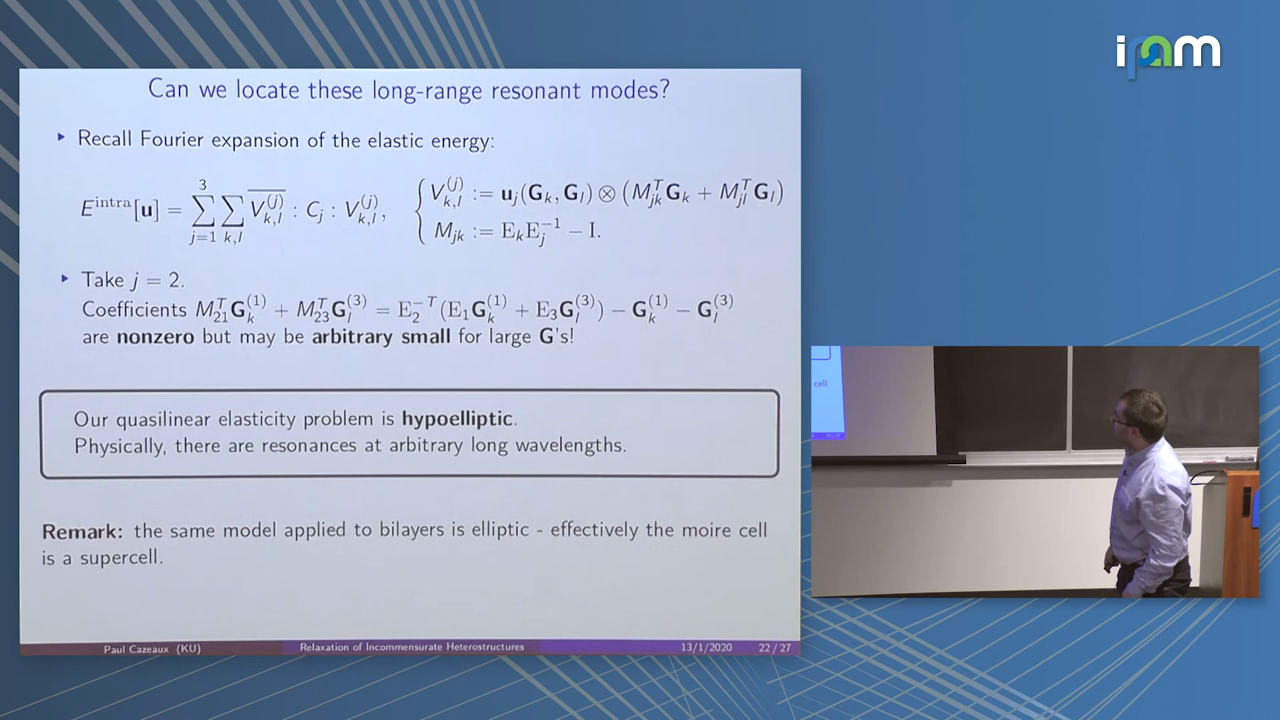 ipam
Can we locate these long-range resonant modes?
▸ Recall Fourier expansion of the elastic energy:
E^{intra}[𝐮] = \sum_{j=1}^{3} \sum_{k,l} \overline{V_{k,l}^{(j)}} : C_j : V_{k,l}^{(j)}, { V_{k,l}^{(j)} := 𝐮_j(𝐆_k, 𝐆_l) ⊗ (M_{jk}^T 𝐆_k + M_{jl}^T 𝐆_l)
M_{jk} := E_k E_j^{-1} − I.
▸ Take j = 2.
Coefficients M_{21}^T 𝐆_k^{(1)} + M_{23}^T 𝐆_l^{(3)} = E_2^{-T}(E_1 𝐆_k^{(1)} + E_3 𝐆_l^{(3)}) − 𝐆_k^{(1)} − 𝐆_l^{(3)}
are nonzero but may be arbitrary small for large G's!
Our quasilinear elasticity problem is hypoelliptic.
Physically, there are resonances at arbitrary long wavelengths.
Remark: the same model applied to bilayers is elliptic - effectively the moire cell
is a supercell.
Paul Cazeaux (KU) Relaxation of Incommensurate Heterostructures 13/1/2020 22 / 27
cell